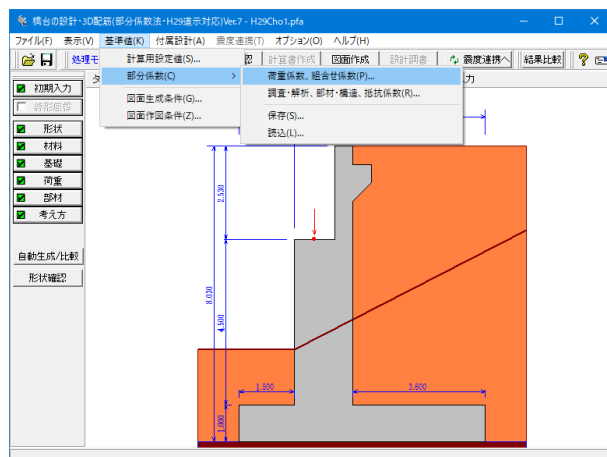 橋台の設計・3D配筋(部分係数法・H29道示対応)Ver.7 - H29Cho1.pfa
ファイル(F) 表示(V) 基準値(K) 付属設計(A) 震度連携(T) オプション(O) ヘルプ(H)
処理モ 計算書作成 図面作成 設計調書 震度連携へ 結果比較
計算用設定値(S)...
部分係数(C) >
図面生成条件(G)...
図面作図条件(Z)...
荷重係数、組合せ係数(P)...
調査・解析、部材・構造、抵抗係数(R)...
保存(S)...
読込(L)...
初期入力
線形座標
形状
材料
基礎
荷重
部材
考え方
自動生成/比較
形状確認
2.530
8.030
4.500
1.500
3.600
1.000